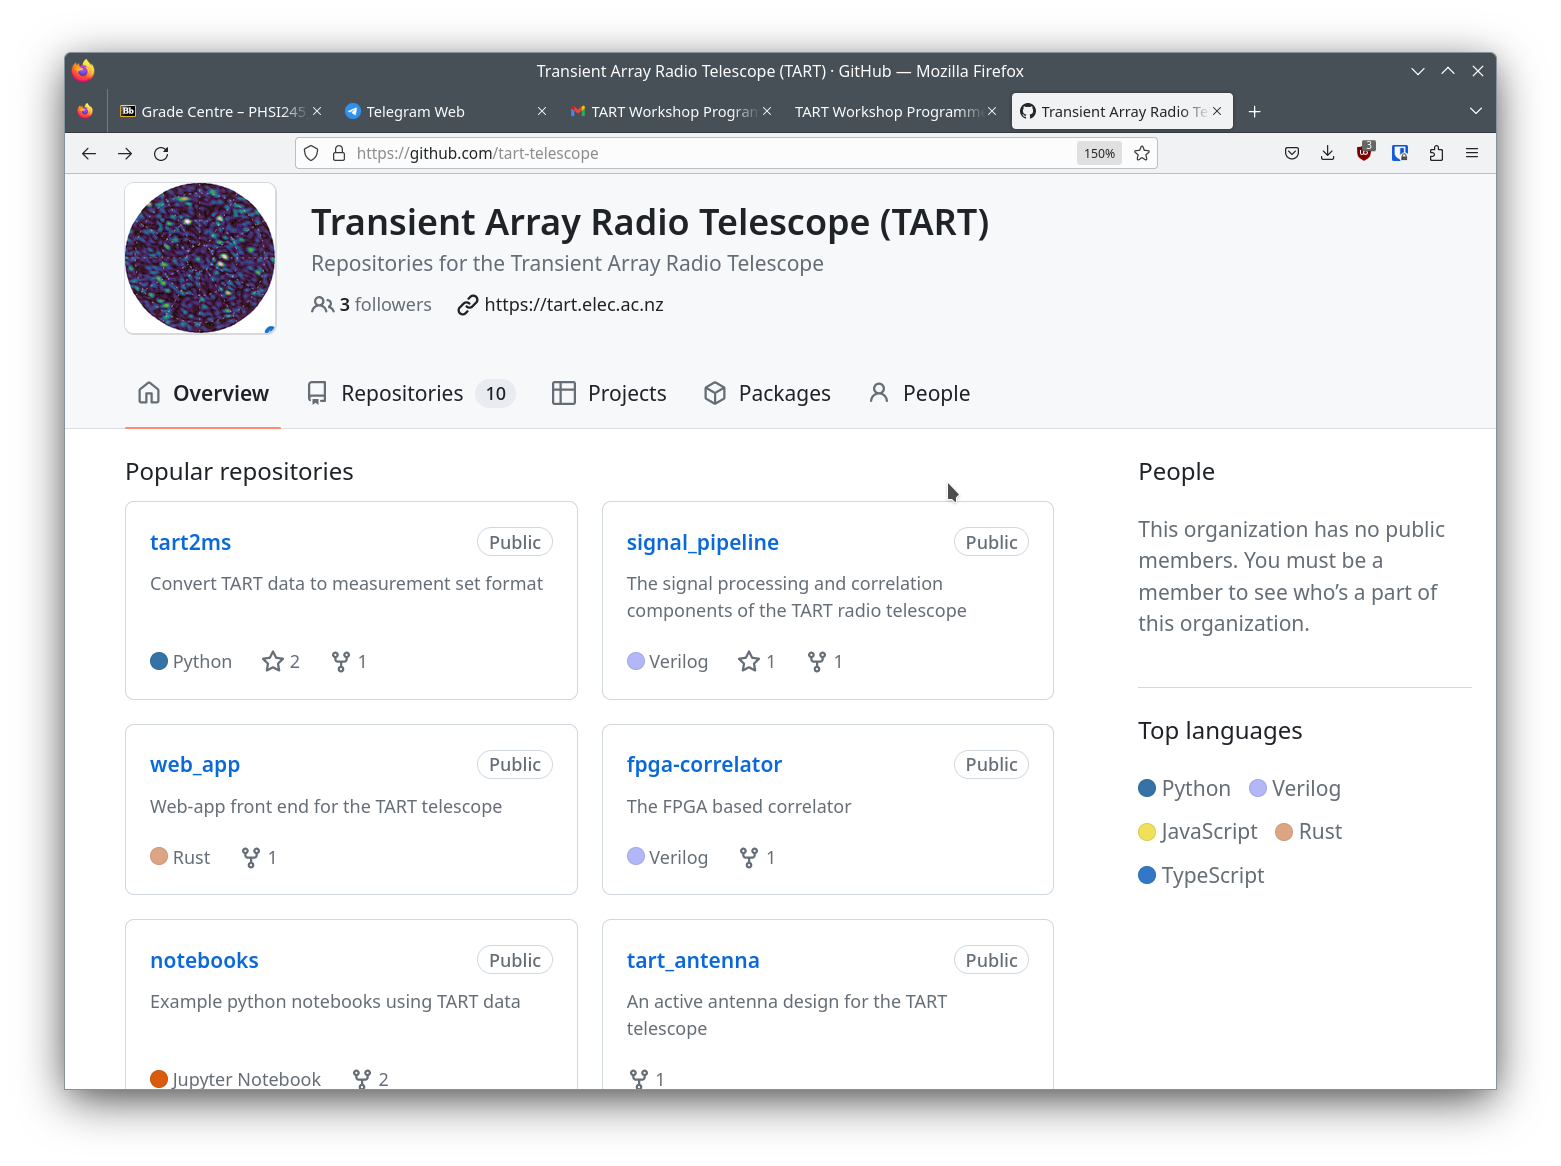 Transient Array Radio Telescope (TART) · GitHub — Mozilla Firefox
Bb Grade Centre – PHSI245
Telegram Web
TART Workshop Program
TART Workshop Programme
Transient Array Radio Te
https://github.com/tart-telescope
150%
3
Transient Array Radio Telescope (TART)
Repositories for the Transient Array Radio Telescope
3 followers https://tart.elec.ac.nz
Overview Repositories 10 Projects Packages People
Popular repositories
tart2ms Public
Convert TART data to measurement set format
Python 2 1
signal_pipeline Public
The signal processing and correlation
components of the TART radio telescope
Verilog 1 1
web_app Public
Web-app front end for the TART telescope
Rust 1
fpga-correlator Public
The FPGA based correlator
Verilog 1
notebooks Public
Example python notebooks using TART data
Jupyter Notebook 2
tart_antenna Public
An active antenna design for the TART
telescope
1
People
This organization has no public
members. You must be a
member to see who’s a part of
this organization.
Top languages
Python Verilog
JavaScript Rust
TypeScript